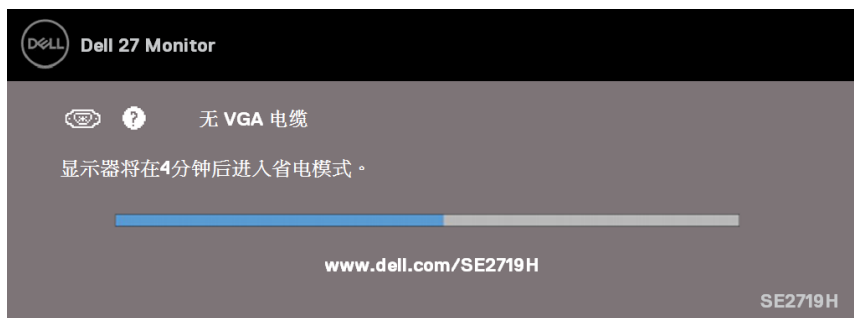 DELL Dell 27 Monitor
? 无 VGA 电缆
显示器将在4分钟后进入省电模式。
www.dell.com/SE2719H
SE2719H